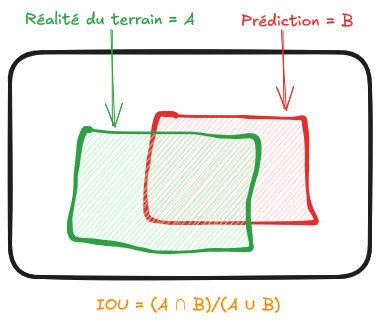 Réalité du terrain = A
Prédiction = B
IOU = (A ∩ B)/(A ∪ B)